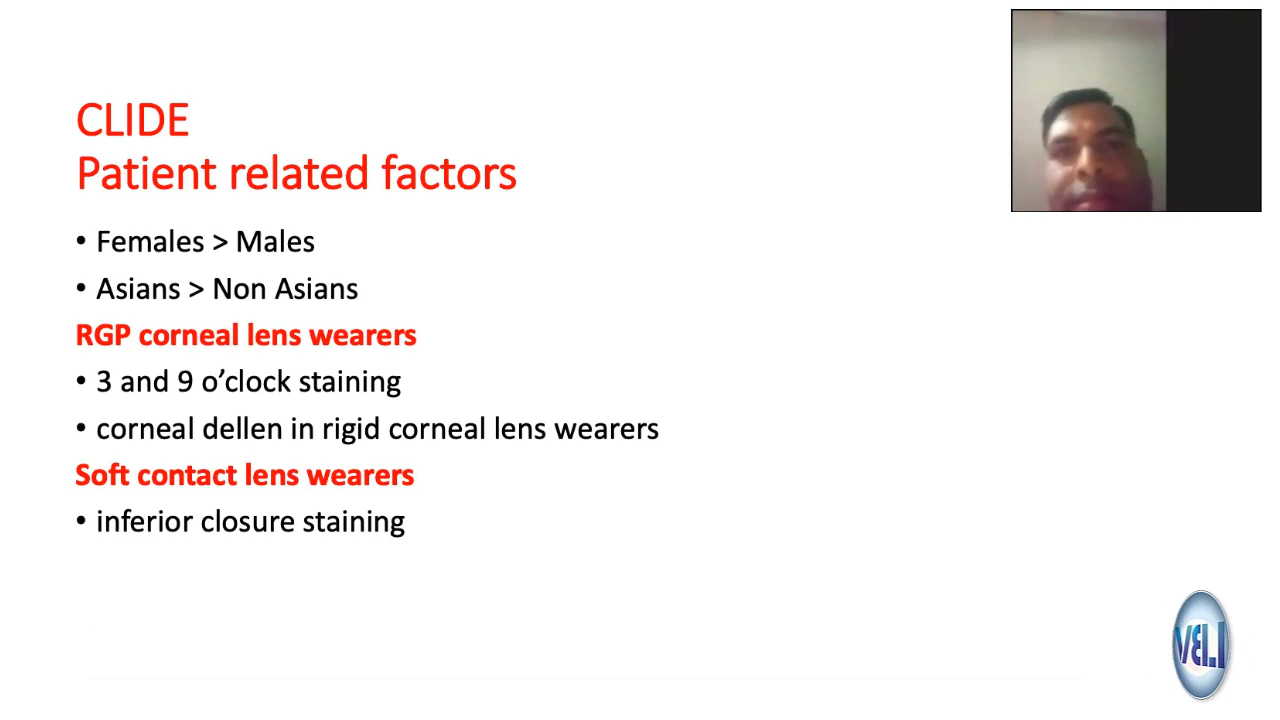 CLIDE
Patient related factors
• Females > Males
• Asians > Non Asians
RGP corneal lens wearers
• 3 and 9 o’clock staining
• corneal dellen in rigid corneal lens wearers
Soft contact lens wearers
• inferior closure staining
VELI